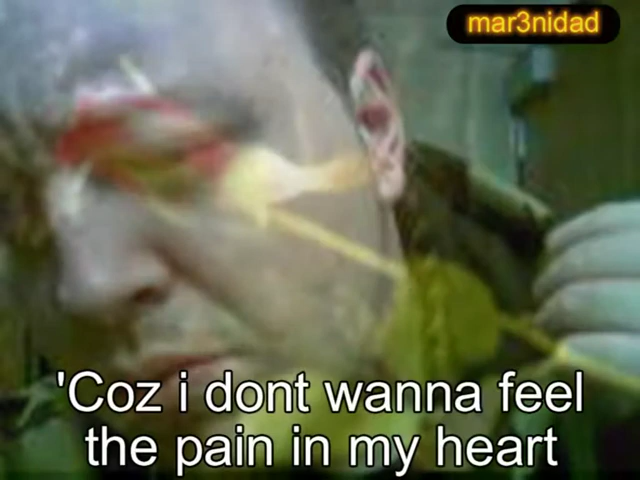 mar3nidad
'Coz i dont wanna feel
the pain in my heart